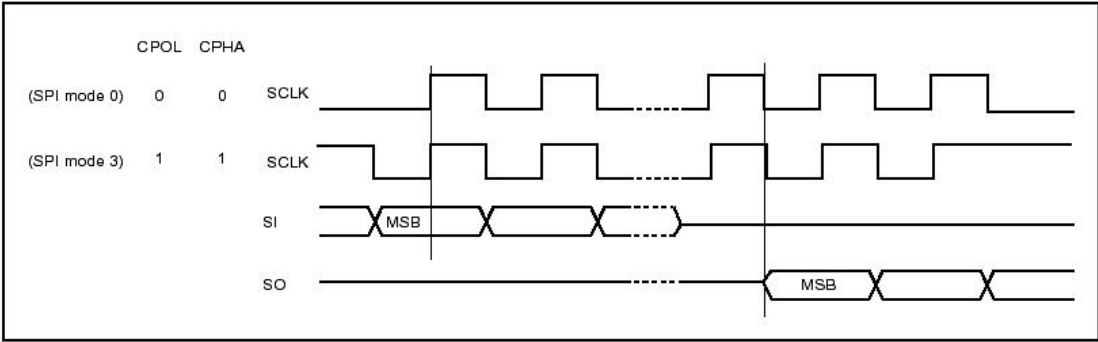 CPOL CPHA
(SPI mode 0) 0 0 SCLK
(SPI mode 3) 1 1 SCLK
SI MSB
SO MSB